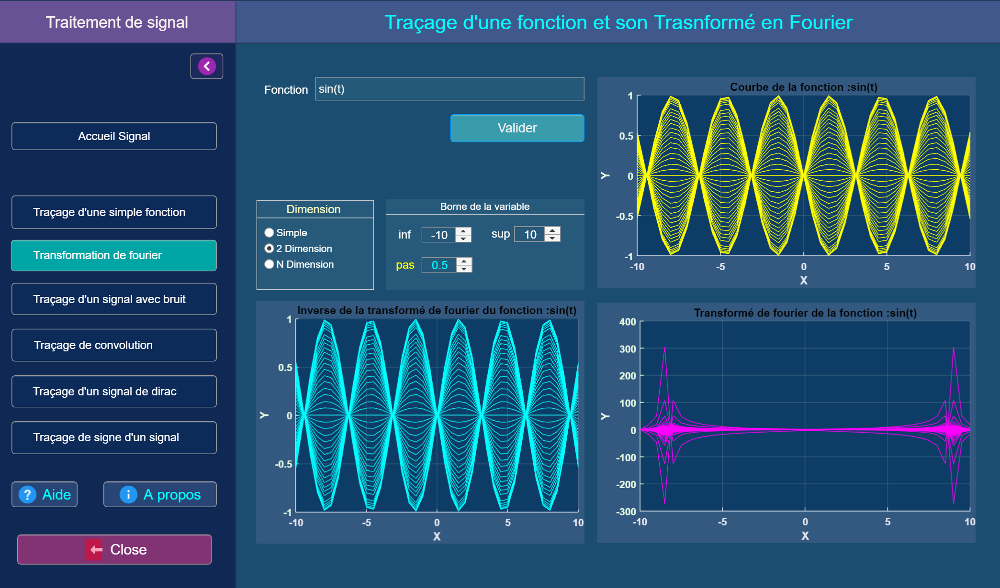 Traitement de signal
Traçage d'une fonction et son Trasnformé en Fourier
Accueil Signal
Traçage d'une simple fonction
Transformation de fourier
Traçage d'un signal avec bruit
Traçage de convolution
Traçage d'un signal de dirac
Traçage de signe d'un signal
? Aide
i A propos
Close
Fonction sin(t)
Valider
Dimension
Simple
2 Dimension
N Dimension
Borne de la variable
inf -10 sup 10
pas 0.5
Courbe de la fonction :sin(t)
1
0.5
0
-0.5
-1
Y
-10 -5 0 5 10
X
Inverse de la transformé de fourier du fonction :sin(t)
1
0.5
0
-0.5
-1
Y
-10 -5 0 5 10
X
Transformé de fourier de la fonction :sin(t)
400
300
200
100
0
-100
-200
-300
Y
-10 -5 0 5 10
X